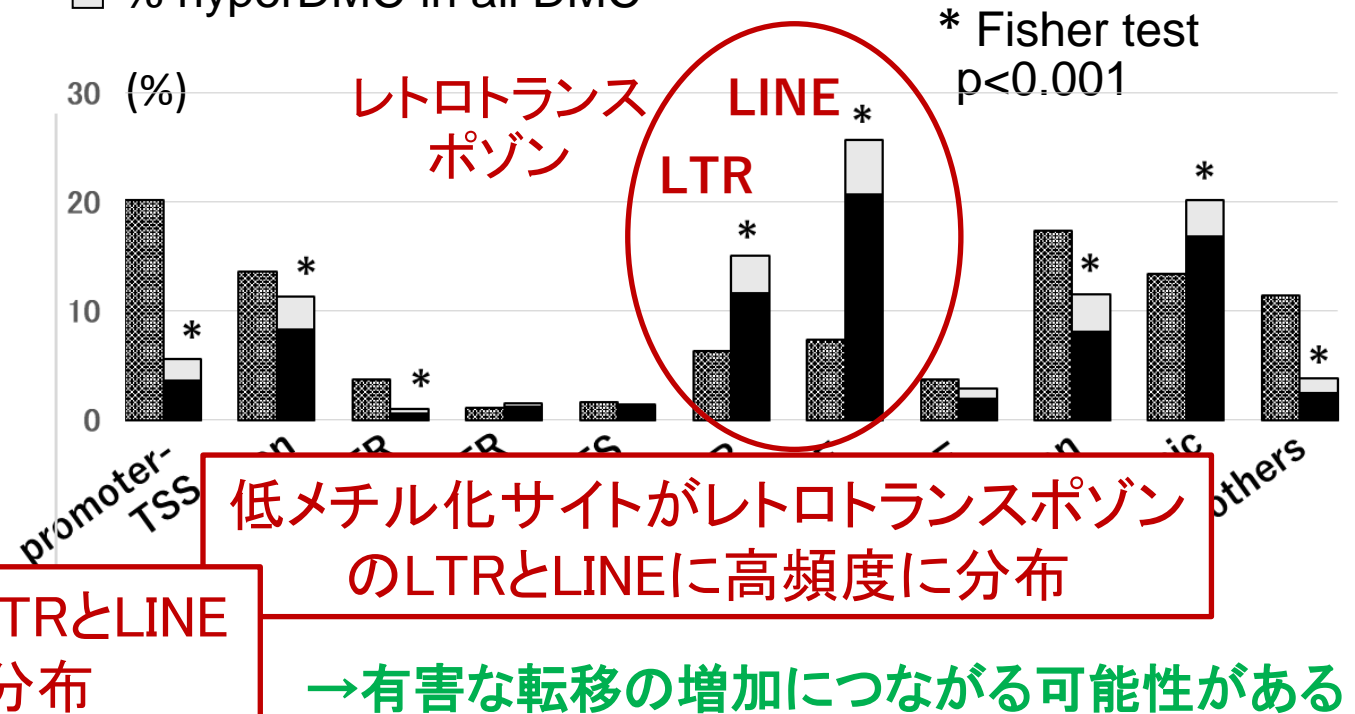 % hyperDMC in all DMC
* Fisher test
p<0.001
30 (%)
レトロトランス
ポゾン
LINE
LTR
*
*
*
20
*
*
10
*
*
*
*
0
promoter-
TSS
others
低メチル化サイトがレトロトランスポゾン
のLTRとLINEに高頻度に分布
TRとLINE
分布
→有害な転移の増加につながる可能性がある